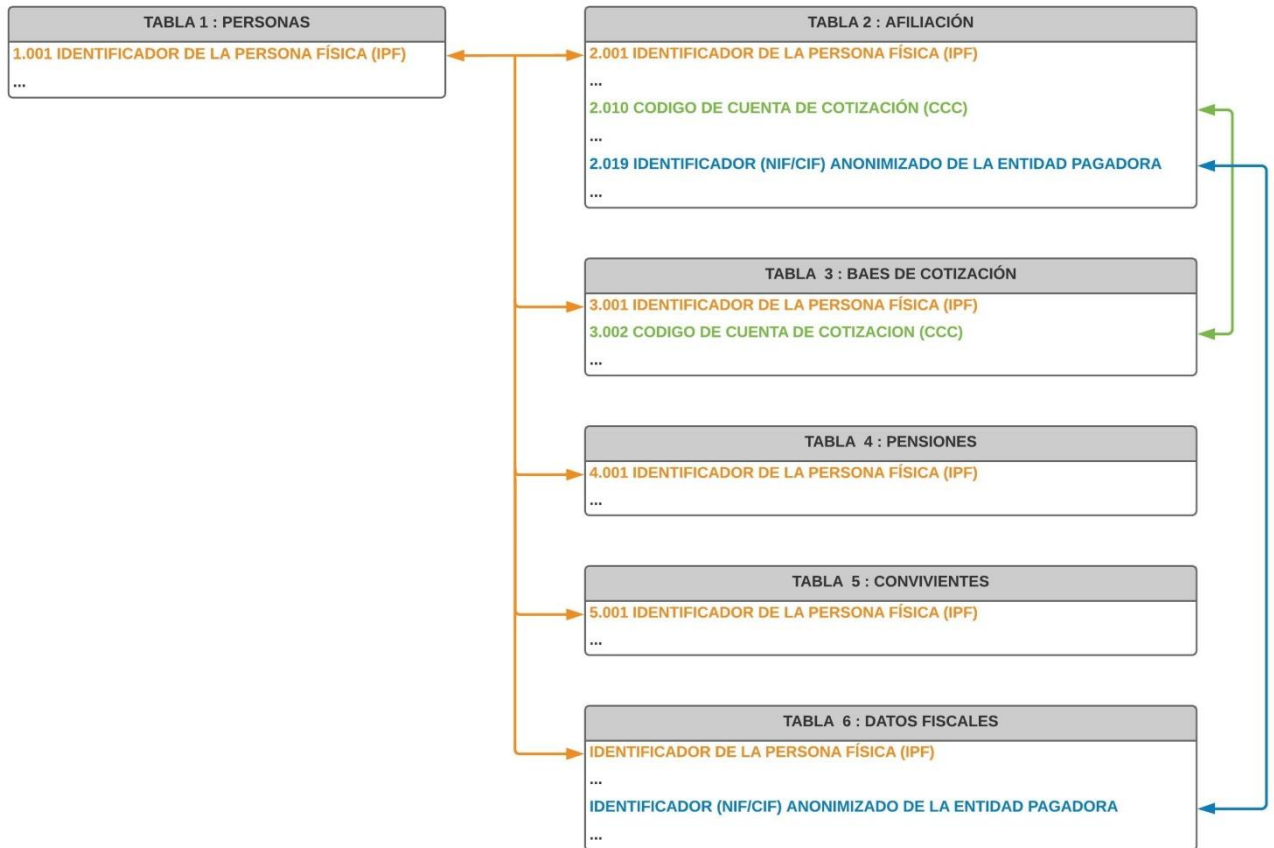 TABLA 1 : PERSONAS
1.001 IDENTIFICADOR DE LA PERSONA FÍSICA (IPF)
...
TABLA 2 : AFILIACIÓN
2.001 IDENTIFICADOR DE LA PERSONA FÍSICA (IPF)
...
2.010 CODIGO DE CUENTA DE COTIZACIÓN (CCC)
...
2.019 IDENTIFICADOR (NIF/CIF) ANONIMIZADO DE LA ENTIDAD PAGADORA
...
TABLA 3 : BAES DE COTIZACIÓN
3.001 IDENTIFICADOR DE LA PERSONA FÍSICA (IPF)
3.002 CODIGO DE CUENTA DE COTIZACION (CCC)
...
TABLA 4 : PENSIONES
4.001 IDENTIFICADOR DE LA PERSONA FÍSICA (IPF)
...
TABLA 5 : CONVIVIENTES
5.001 IDENTIFICADOR DE LA PERSONA FÍSICA (IPF)
...
TABLA 6 : DATOS FISCALES
IDENTIFICADOR DE LA PERSONA FÍSICA (IPF)
...
IDENTIFICADOR (NIF/CIF) ANONIMIZADO DE LA ENTIDAD PAGADORA
...